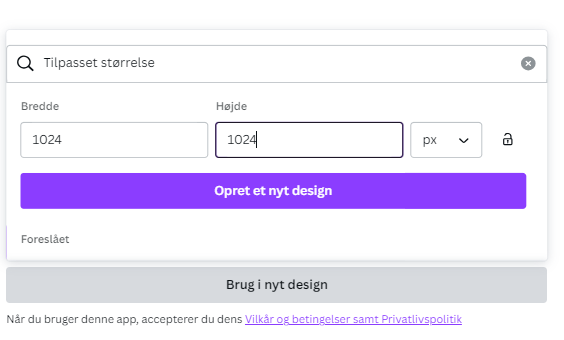 Tilpasset størrelse
Bredde Højde
1024 1024 px
Opret et nyt design
Foreslået
Brug i nyt design
Når du bruger denne app, accepterer du dens Vilkår og betingelser samt Privatlivspolitik